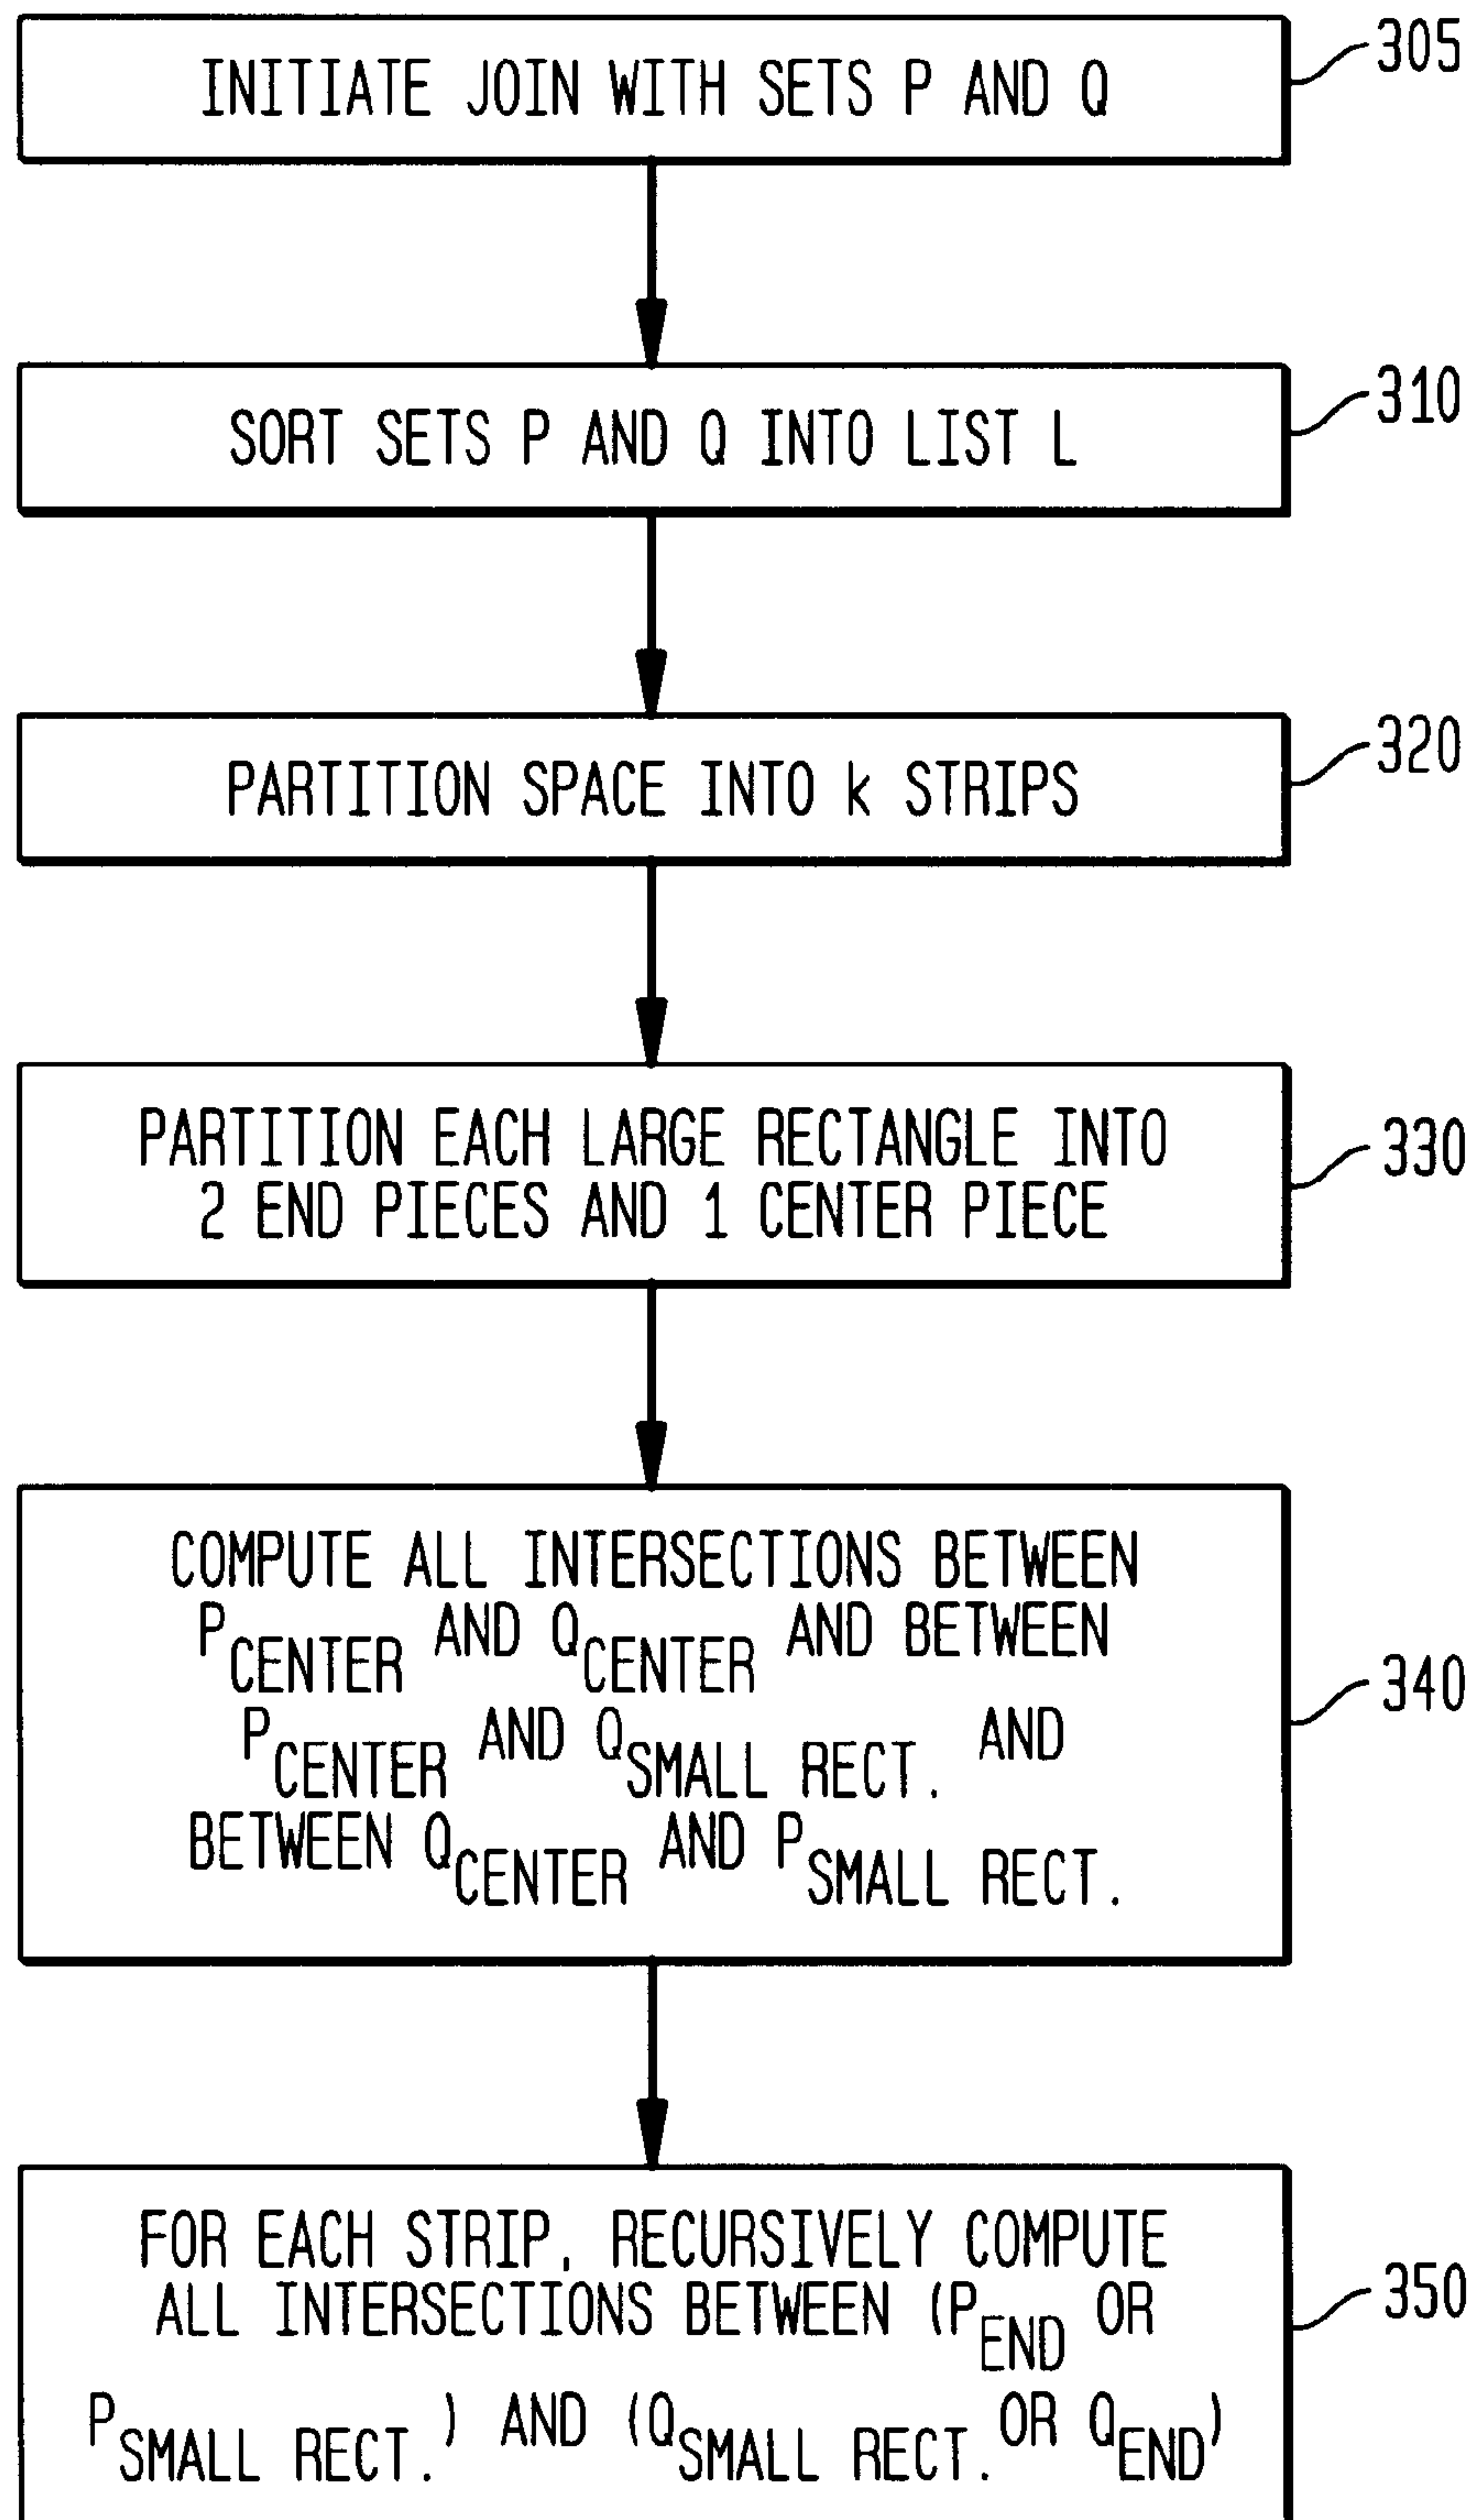 INITIATE JOIN WITH SETS P AND Q
305
SORT SETS P AND Q INTO LIST L
310
PARTITION SPACE INTO k STRIPS
320
PARTITION EACH LARGE RECTANGLE INTO
2 END PIECES AND 1 CENTER PIECE
330
COMPUTE ALL INTERSECTIONS BETWEEN
PCENTER AND QCENTER AND BETWEEN
PCENTER AND QSMALL RECT. AND
BETWEEN QCENTER AND PSMALL RECT.
340
FOR EACH STRIP, RECURSIVELY COMPUTE
ALL INTERSECTIONS BETWEEN (PEND OR
PSMALL RECT.) AND (QSMALL RECT. OR QEND)
350